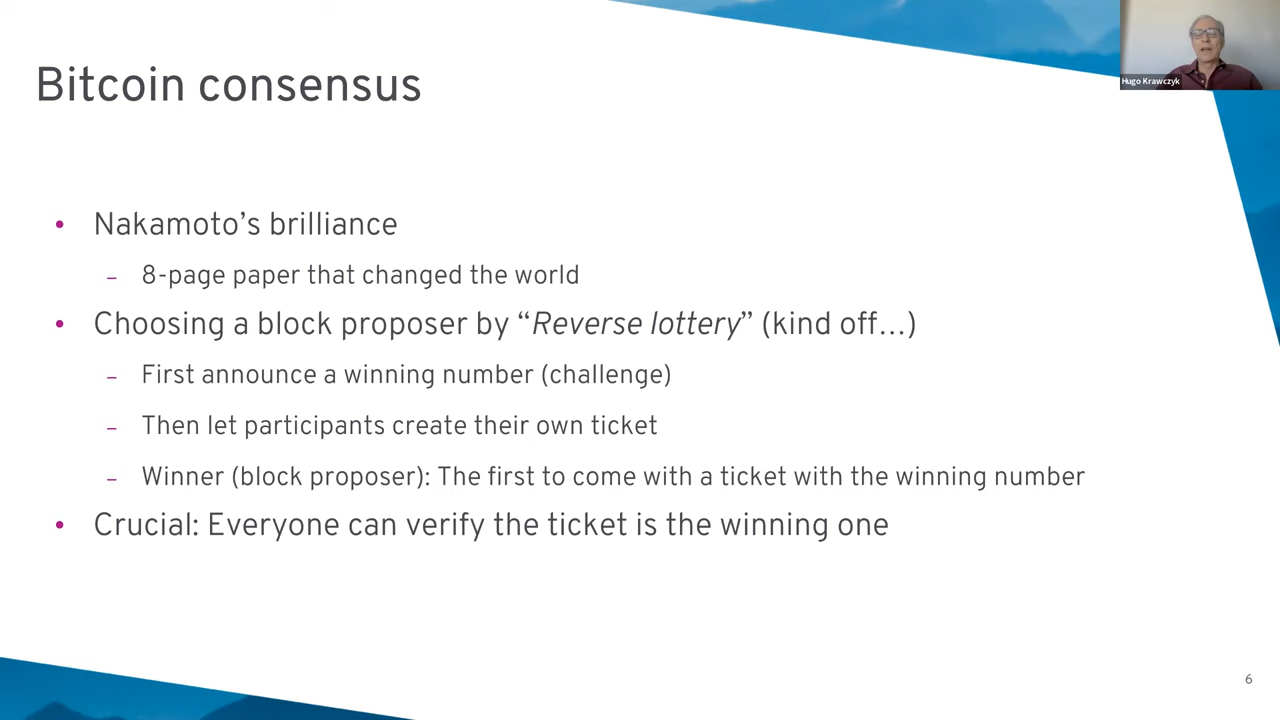 Bitcoin consensus
Hugo Krawczyk
• Nakamoto’s brilliance
– 8-page paper that changed the world
• Choosing a block proposer by “Reverse lottery” (kind off…)
– First announce a winning number (challenge)
– Then let participants create their own ticket
– Winner (block proposer): The first to come with a ticket with the winning number
• Crucial: Everyone can verify the ticket is the winning one
6